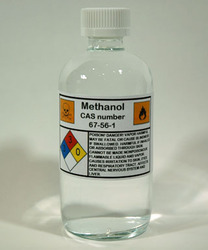 Methanol
CAS number
67-56-1
POISON! DANGER! VAPOR HARMFUL.
MAY BE FATAL OR CAUSE BLINDNESS
IF SWALLOWED. HARMFUL IF INHALED
OR ABSORBED THROUGH SKIN.
CANNOT BE MADE NONPOISONOUS.
FLAMMABLE LIQUID AND VAPOR.
CAUSES IRRITATION TO SKIN, EYES
AND RESPIRATORY TRACT. AFFECTS
CENTRAL NERVOUS SYSTEM AND
LIVER.
0